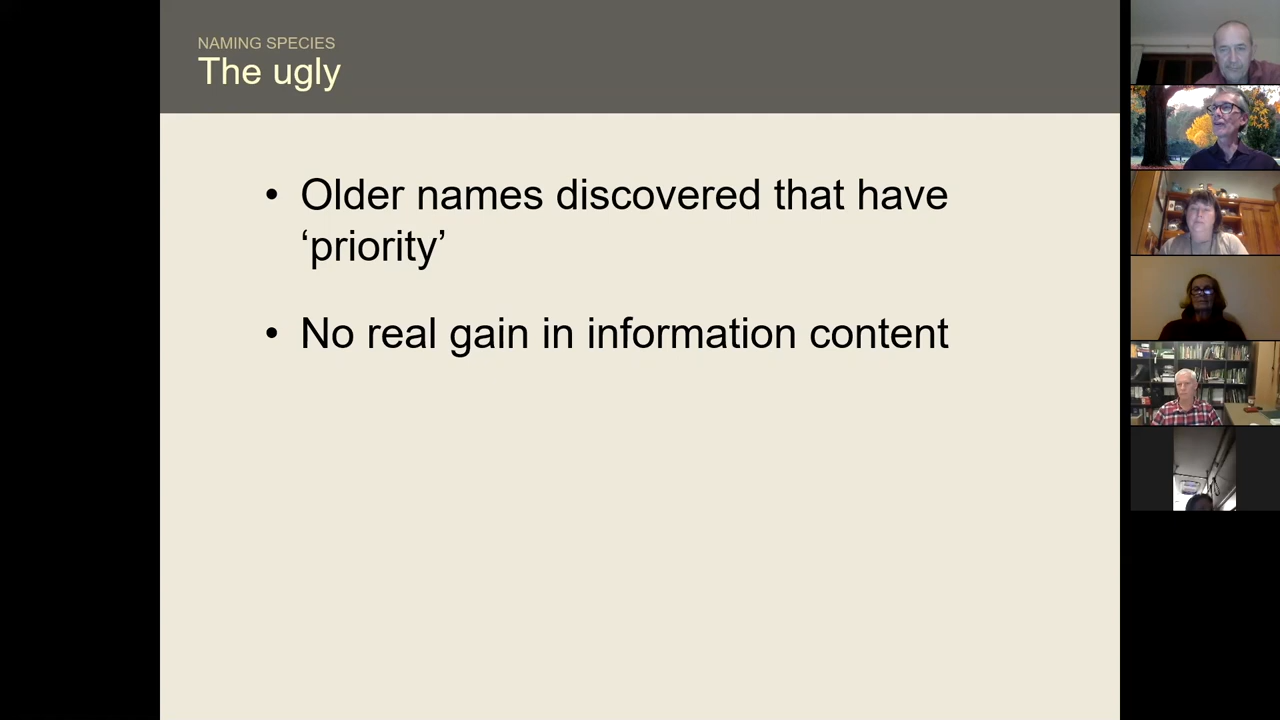 NAMING SPECIES
The ugly
• Older names discovered that have
‘priority’
• No real gain in information content